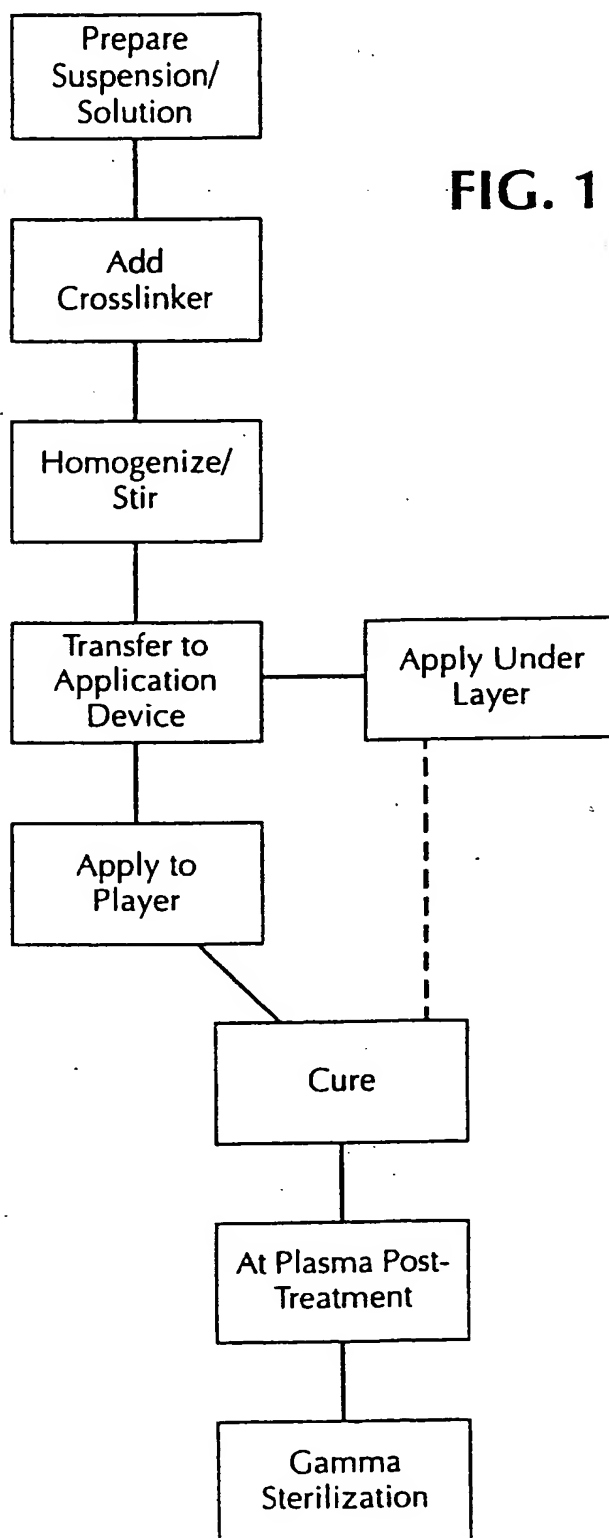 Prepare
Suspension/
Solution
FIG. 1
Add
Crosslinker
Homogenize/
Stir
Transfer to
Application
Device
Apply Under
Layer
Apply to
Player
Cure
At Plasma Post-
Treatment
Gamma
Sterilization